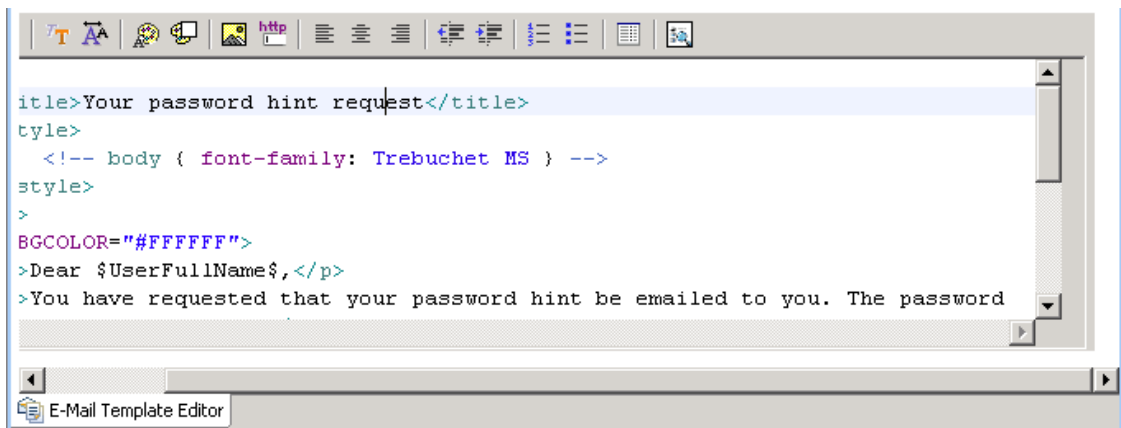 http
itle>Your password hint request</title>
tyle>
<!-- body { font-family: Trebuchet MS } -->
style>
>
BGCOLOR="#FFFFFF">
>Dear $UserFullName$,</p>
>You have requested that your password hint be emailed to you. The password
E-Mail Template Editor